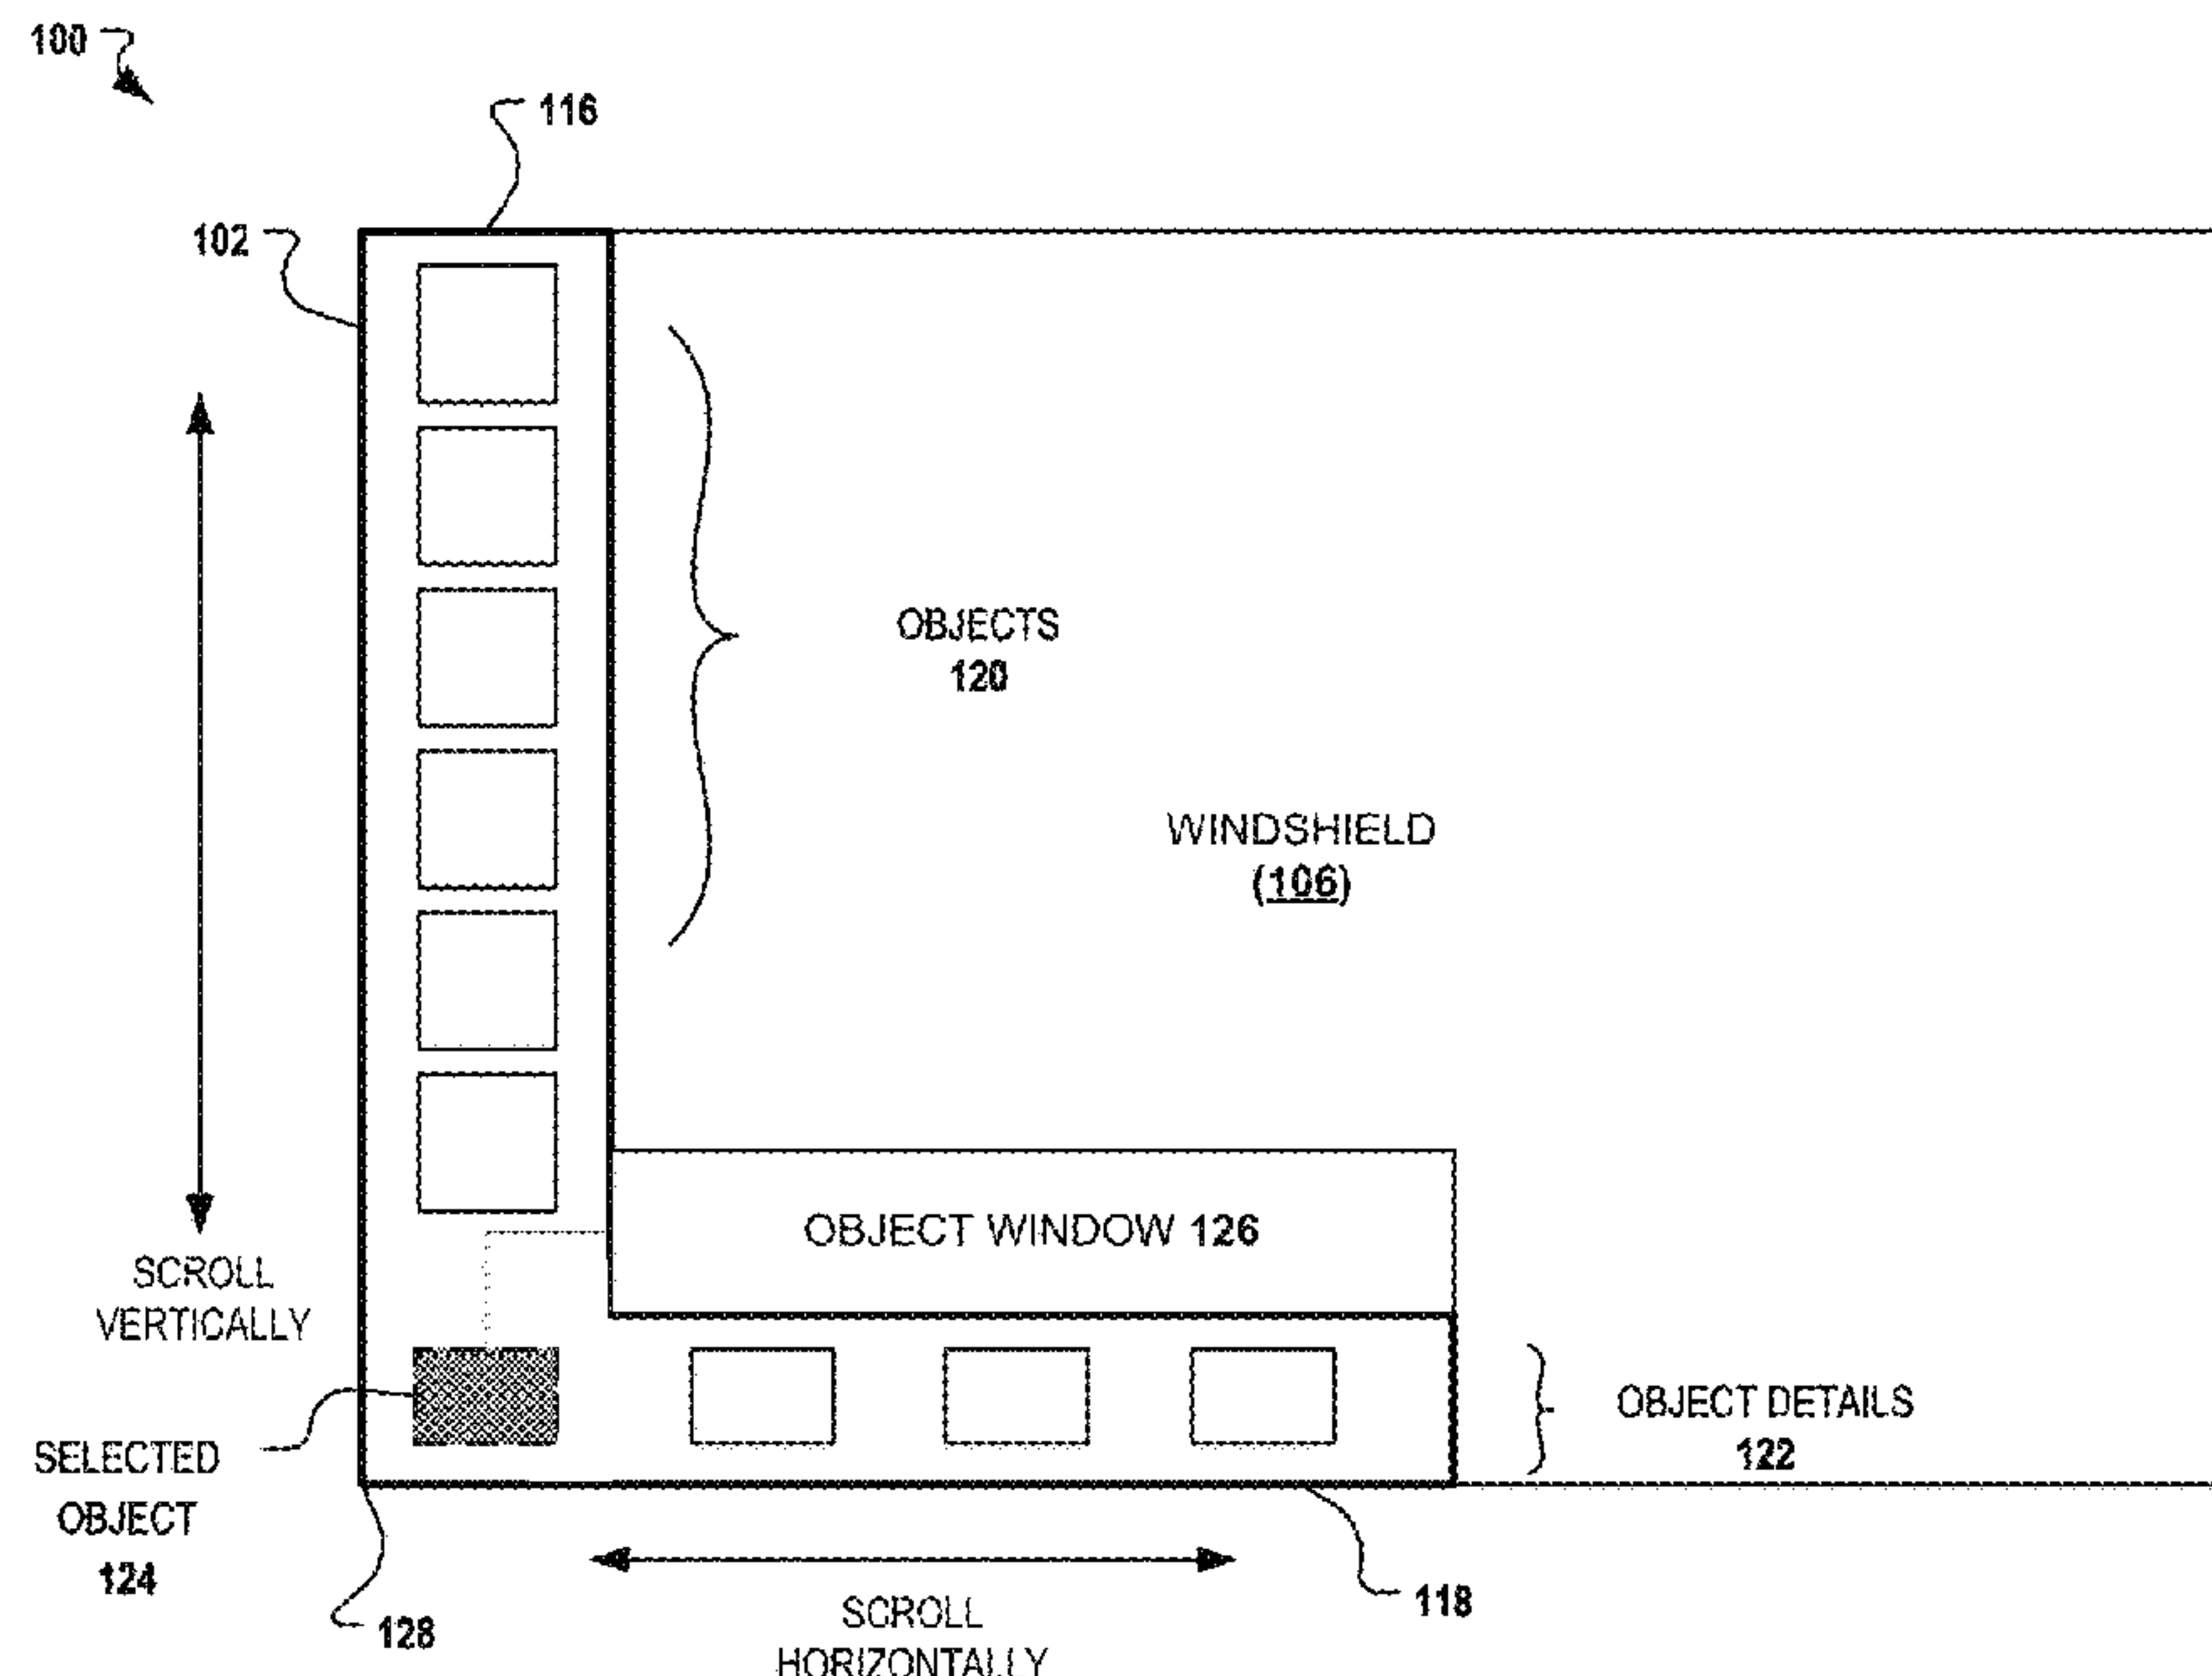 100
116
102
OBJECTS
120
WINDSHIELD
(106)
OBJECT WINDOW 126
SCROLL
VERTICALLY
OBJECT DETAILS
122
SELECTED
OBJECT
124
128
118
SCROLL
HORIZONTALLY